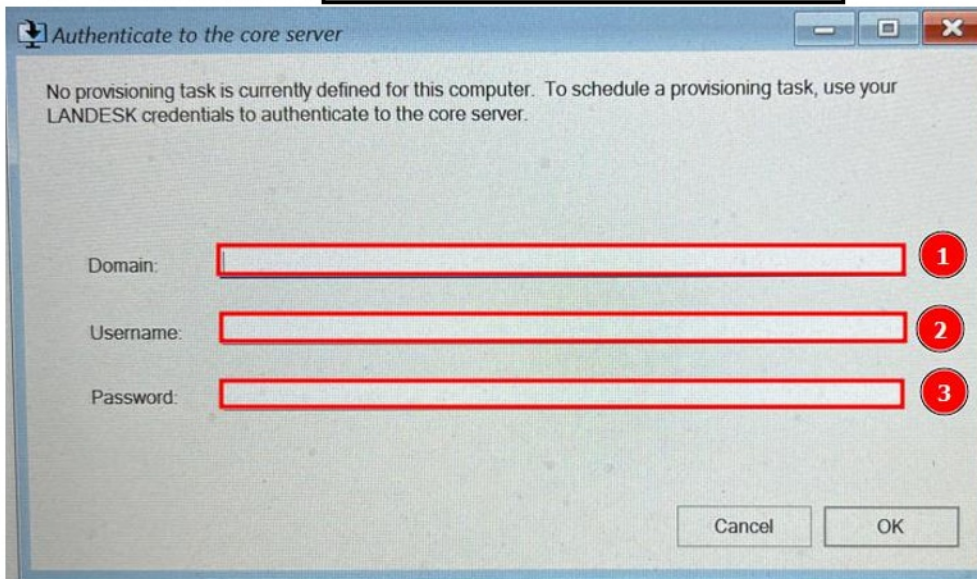 Authenticate to the core server
No provisioning task is currently defined for this computer. To schedule a provisioning task, use your
LANDESK credentials to authenticate to the core server.
Domain:
1
Username:
2
Password:
3
Cancel
OK